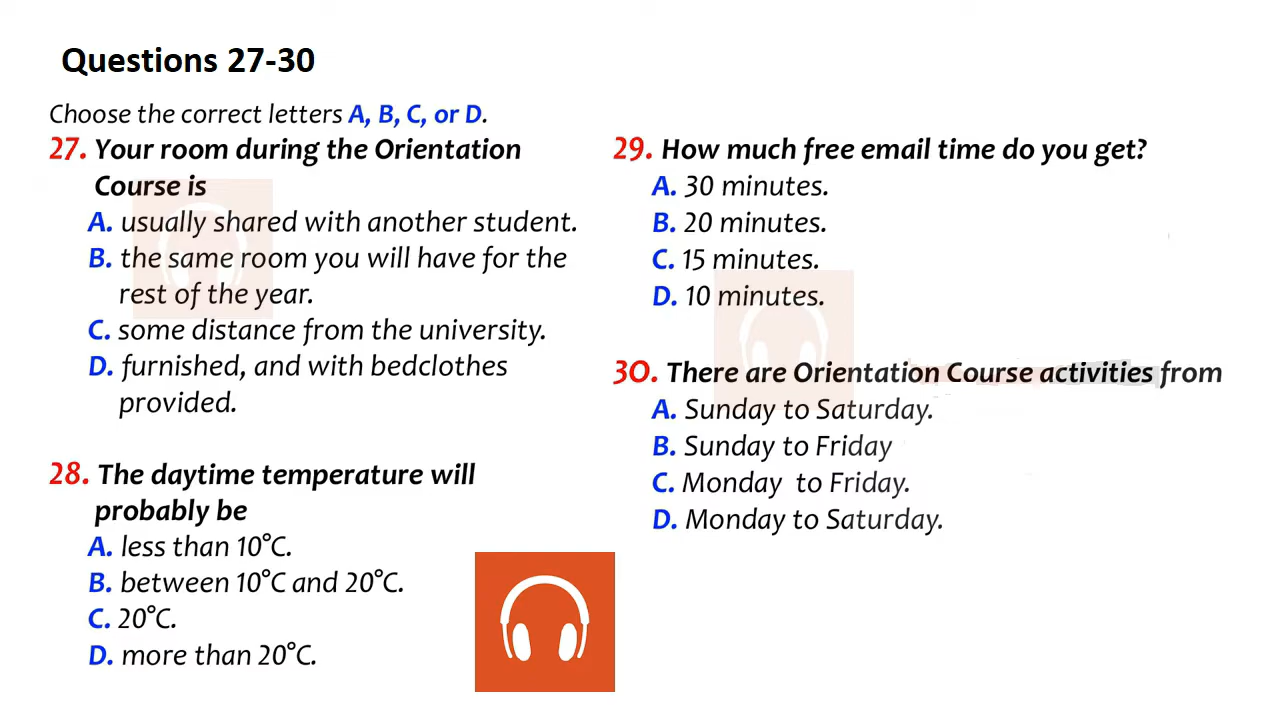 Questions 27-30
Choose the correct letters A, B, C, or D.
27. Your room during the Orientation
Course is
A. usually shared with another student.
B. the same room you will have for the
rest of the year.
C. some distance from the university.
D. furnished, and with bedclothes
provided.
28. The daytime temperature will
probably be
A. less than 10°C.
B. between 10°C and 20°C.
C. 20°C.
D. more than 20°C.
29. How much free email time do you get?
A. 30 minutes.
B. 20 minutes.
C. 15 minutes.
D. 10 minutes.
30. There are Orientation Course activities from
A. Sunday to Saturday.
B. Sunday to Friday
C. Monday to Friday.
D. Monday to Saturday.